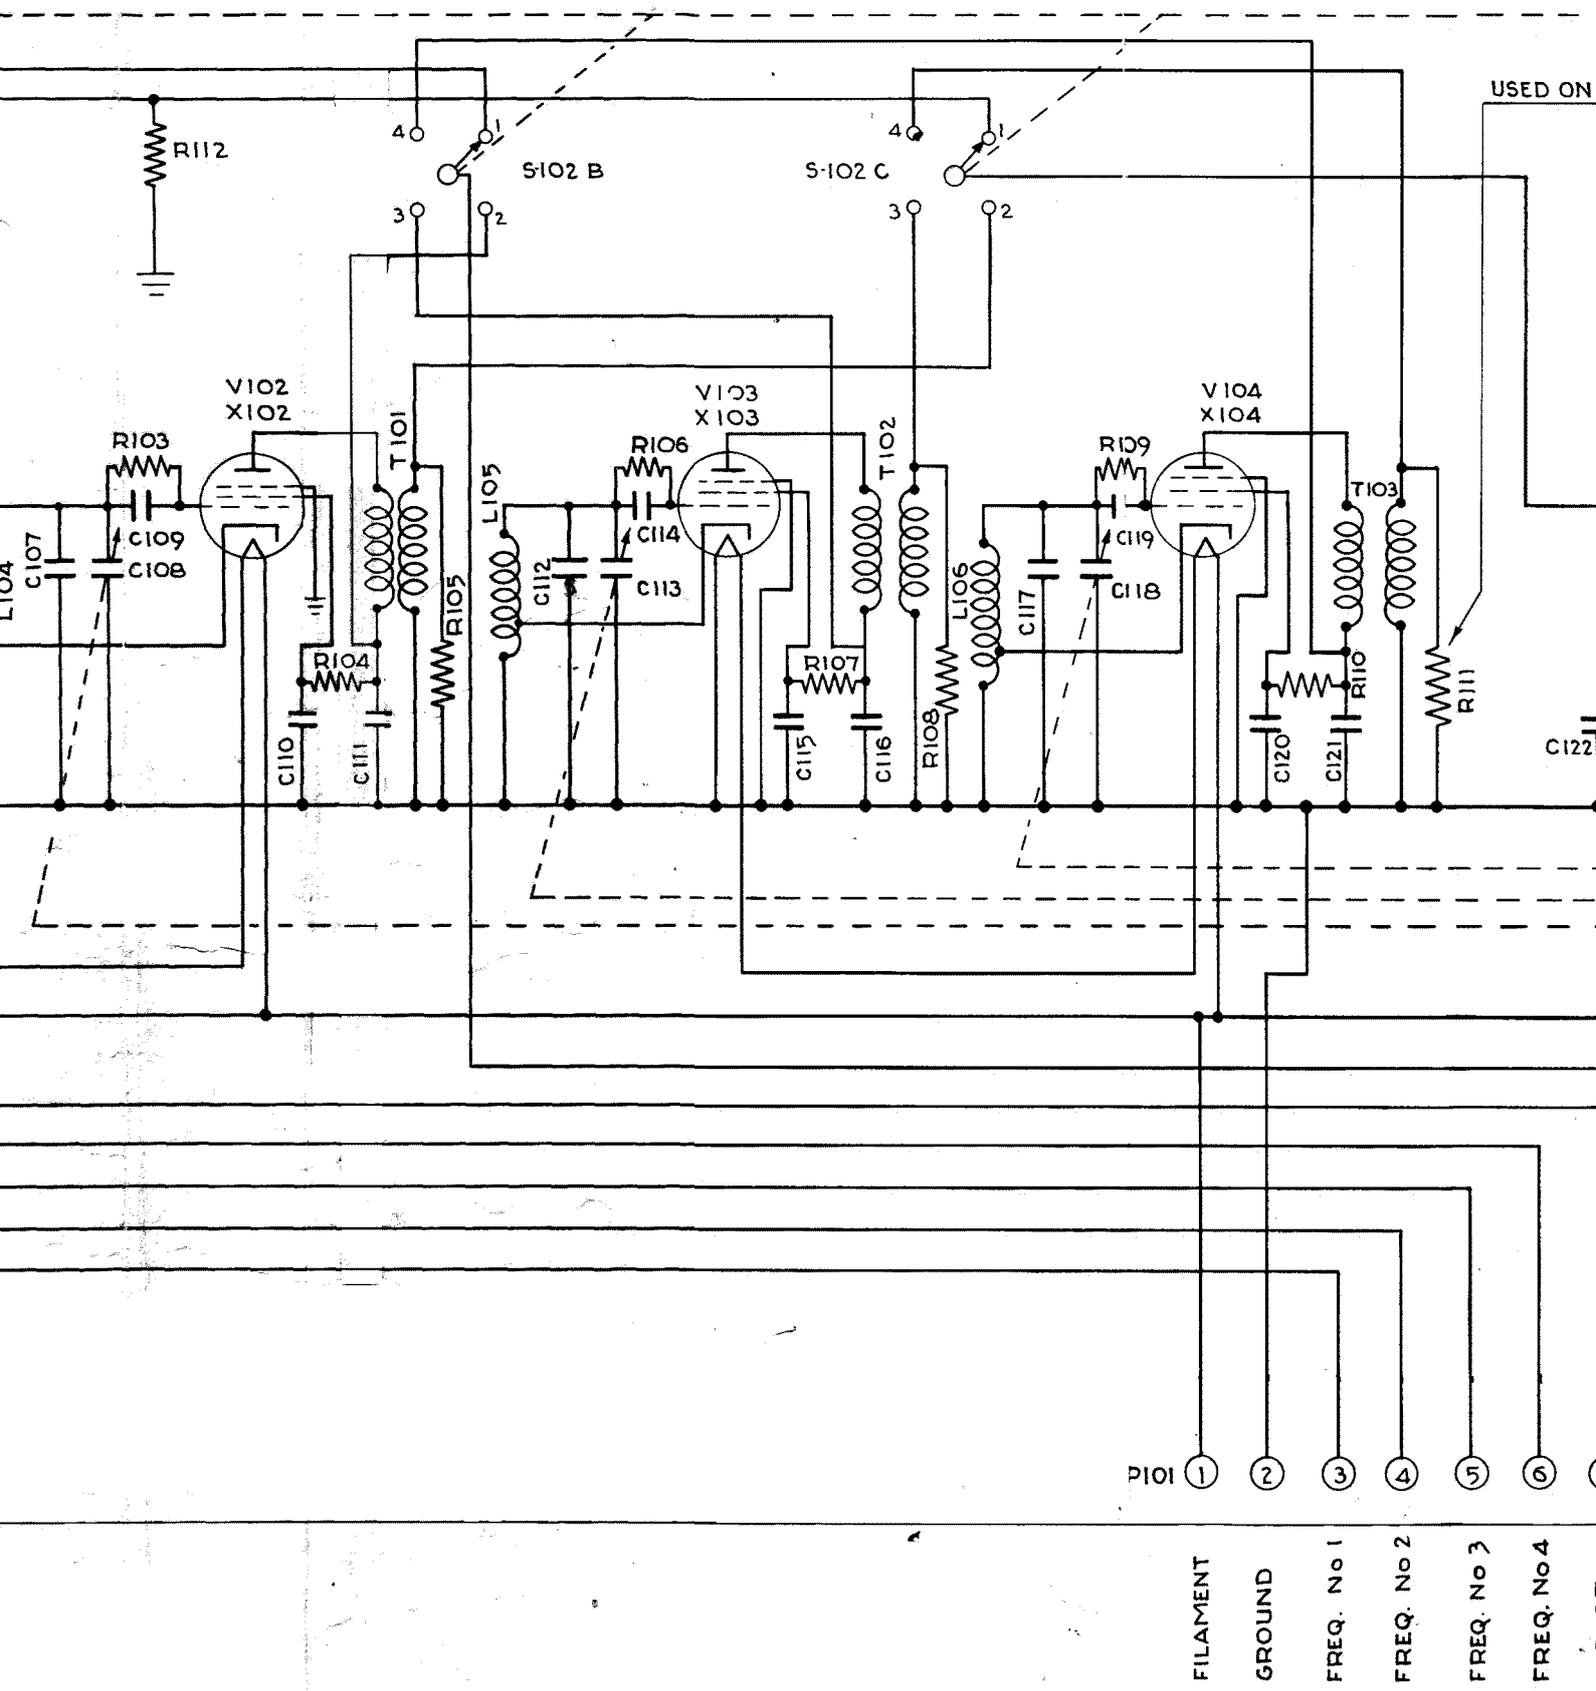 USED ON
4
1
4
1
R112
S-102 B
S-102 C
3
2
3
2
V102
X102
V103
X103
V104
X104
R103
T101
R106
T102
R109
T103
L105
C107
C109
C108
C114
C112
C113
C119
C118
C117
L104
L106
R105
R104
R107
R110
R111
C110
C111
C115
C116
R108
C120
C121
C122
P101
1
2
3
4
5
6
FILAMENT
GROUND
FREQ. No 1
FREQ. No 2
FREQ. No 3
FREQ. No 4